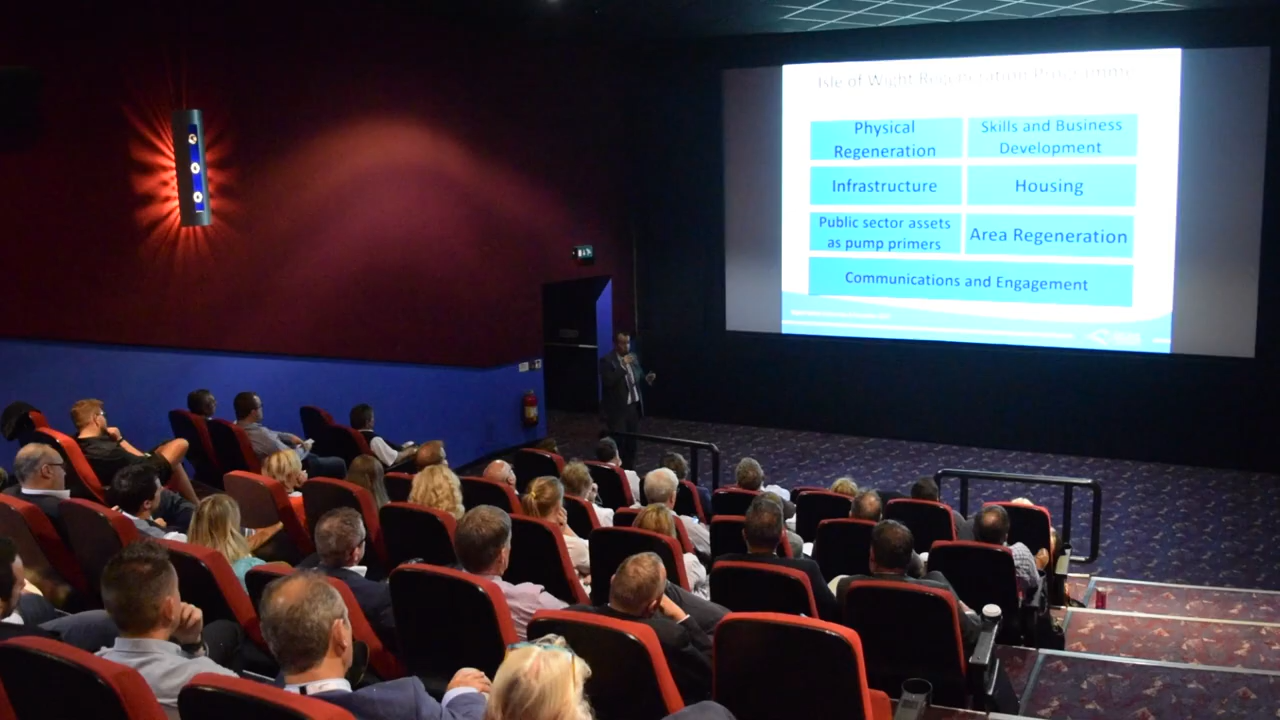 Isle of Wight Regeneration Programme
Physical
Regeneration
Skills and Business
Development
Infrastructure
Housing
Public sector assets
as pump primers
Area Regeneration
Communications and Engagement